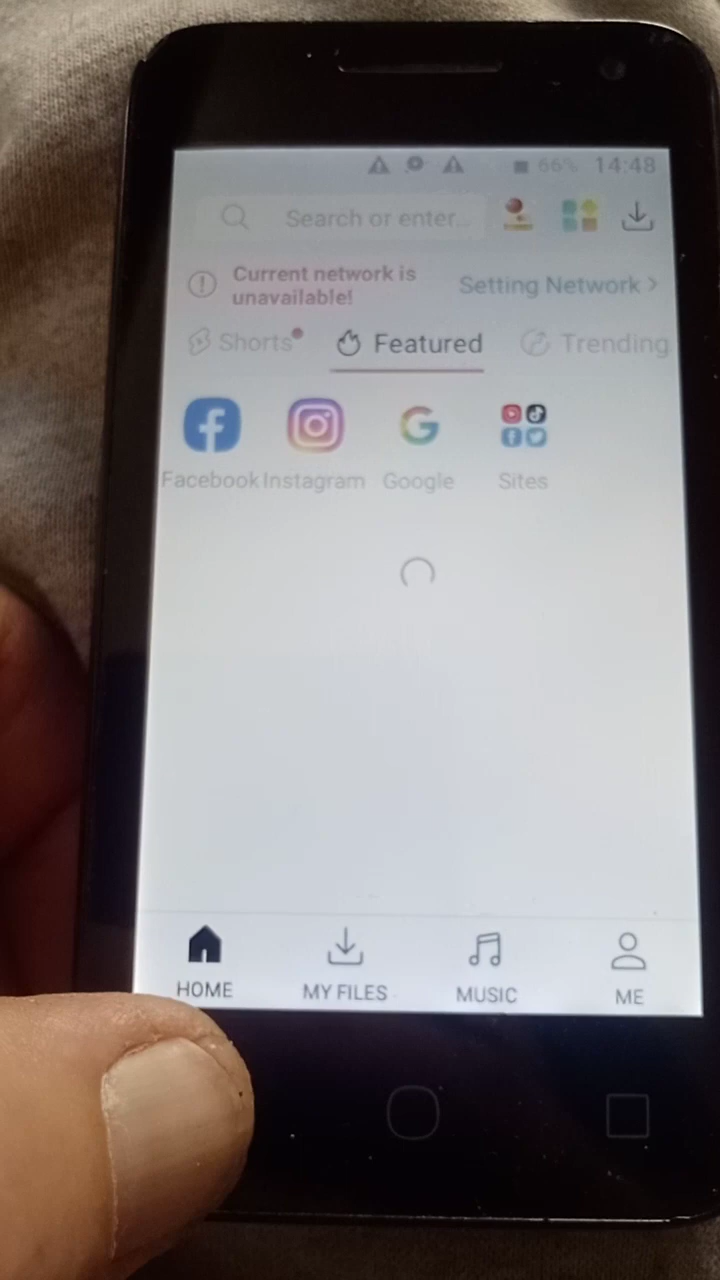 66% 14:48
Search or enter...
Current network is
unavailable!
Setting Network >
Shorts Featured Trending
Facebook Instagram Google Sites
HOME MY FILES MUSIC ME